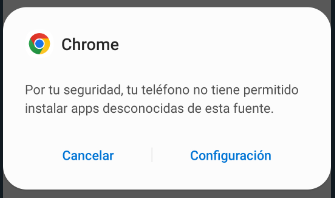 Chrome
Por tu seguridad, tu teléfono no tiene permitido
instalar apps desconocidas de esta fuente.
Cancelar
Configuración